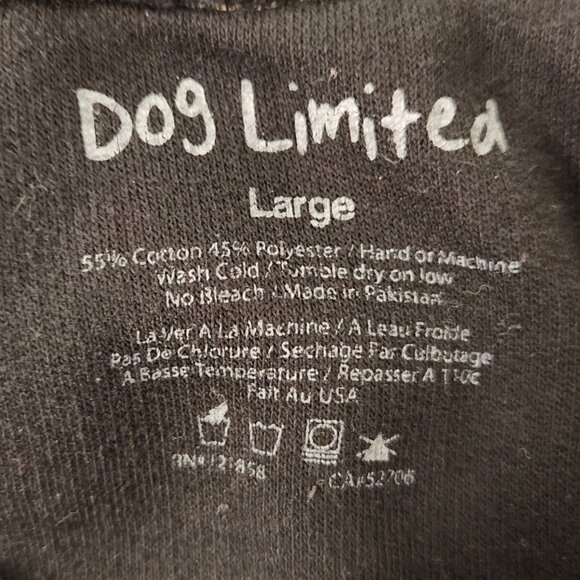 Dog Limited
Large
55% Cotton 45% Polyester / Hand or Machine
Wash Cold / Tumble dry on low
No Bleach / Made in Pakistan
Laver A La Machine / A Leau Froide
Pas De Chlorure / Sechage Par Culbutage
A Basse Temperature / Repasser A 110c
Fait Au USA
CA#52706